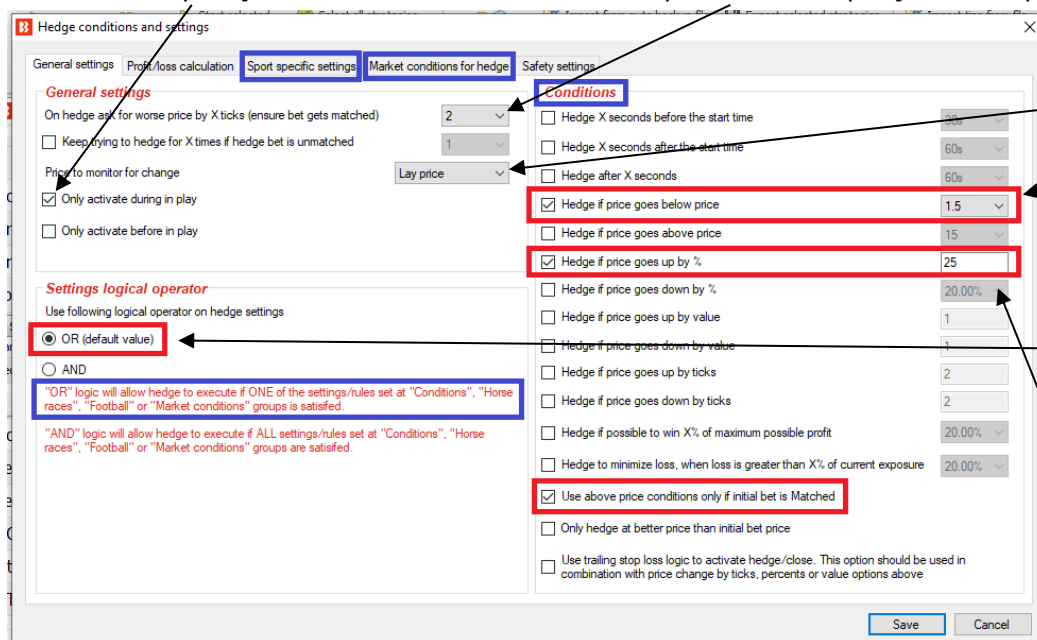 Hedge conditions and settings
General settings
Profit/loss calculation
Sport specific settings
Market conditions for hedge
Safety settings
General settings
On hedge ask for worse price by X ticks (ensure bet gets matched)
2
Keep trying to hedge for X times if hedge bet is unmatched
1
Price to monitor for change
Lay price
Only activate during in play
Only activate before in play
Settings logical operator
Use following logical operator on hedge settings
OR (default value)
AND
"OR" logic will allow hedge to execute if ONE of the settings/rules set at "Conditions", "Horse
races", "Football" or "Market conditions" groups is satisifed.
"AND" logic will allow hedge to execute if ALL settings/rules set at "Conditions", "Horse
races", "Football" or "Market conditions" groups are satisifed.
Conditions
Hedge X seconds before the start time
30s
Hedge X seconds after the start time
60s
Hedge after X seconds
60s
Hedge if price goes below price
1.5
Hedge if price goes above price
15
Hedge if price goes up by %
25
Hedge if price goes down by %
20.00%
Hedge if price goes up by value
1
Hedge if price goes down by value
1
Hedge if price goes up by ticks
2
Hedge if price goes down by ticks
2
Hedge if possible to win X% of maximum possible profit
20.00%
Hedge to minimize loss, when loss is greater than X% of current exposure
20.00%
Use above price conditions only if initial bet is Matched
Only hedge at better price than initial bet price
Use trailing stop loss logic to activate hedge/close. This option should be used in
combination with price change by ticks, percents or value options above
Save
Cancel